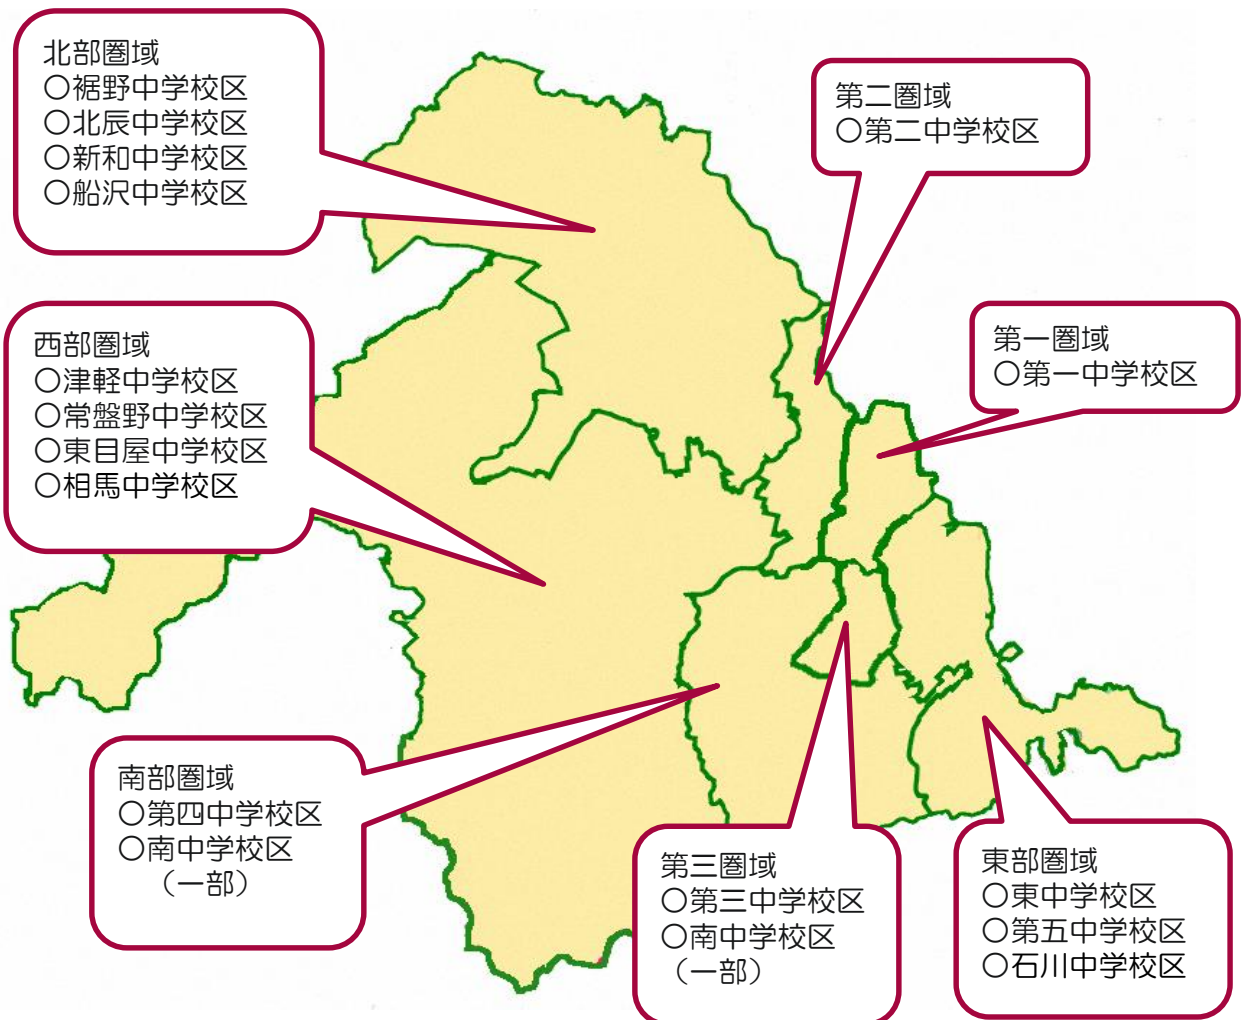 北部圏域
○裾野中学校区
○北辰中学校区
○新和中学校区
○船沢中学校区
第二圏域
○第二中学校区
第一圏域
○第一中学校区
西部圏域
○津軽中学校区
○常盤野中学校区
○東目屋中学校区
○相馬中学校区
南部圏域
○第四中学校区
○南中学校区
（一部）
第三圏域
○第三中学校区
○南中学校区
（一部）
東部圏域
○東中学校区
○第五中学校区
○石川中学校区